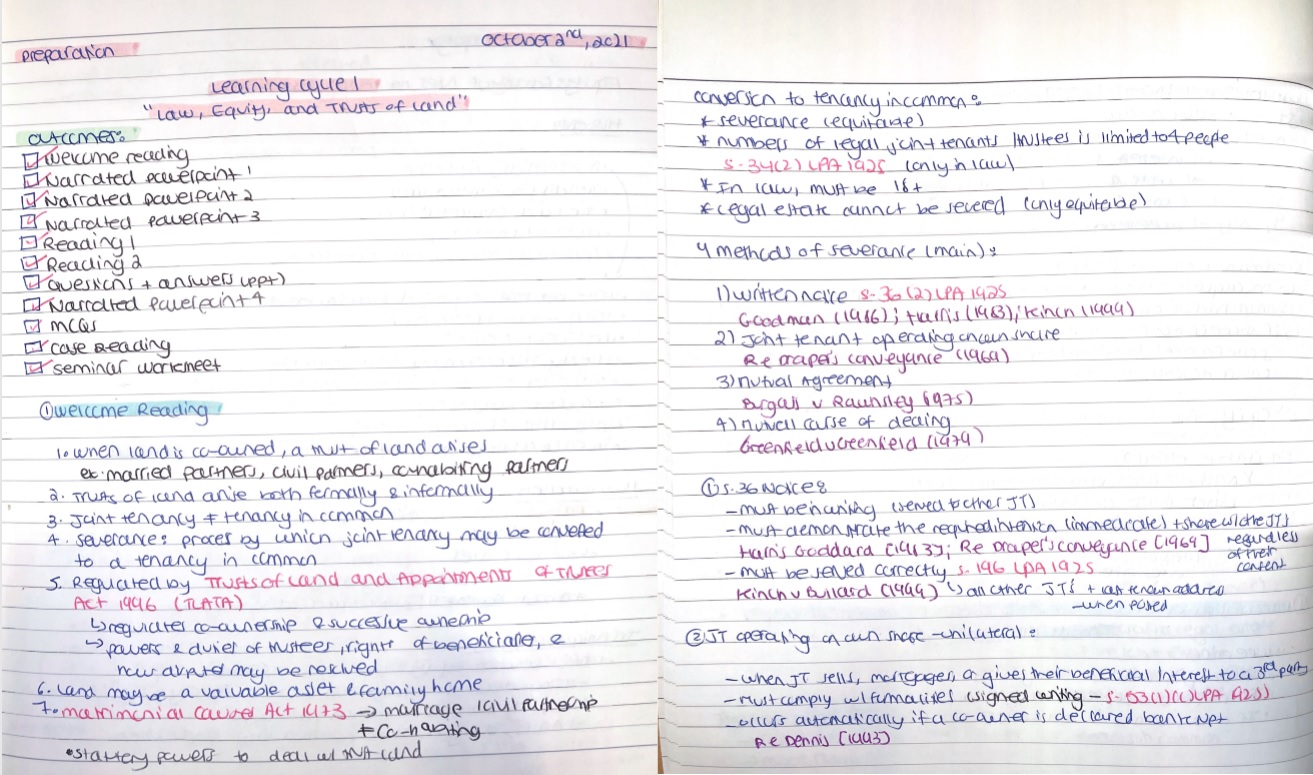 Preparation
October 2nd, 2021
Learning Cycle 1
"Law, Equity, and Trusts of Land"
Outcomes:
Welcome reading
Narrated powerpoint 1
Narrated powerpoint 2
Narrated powerpoint 3
Reading 1
Reading 2
Questions + answers (ppt)
Narrated powerpoint 4
MCQs
Case Reading
Seminar worksheet
① Welcome Reading
1. When land is co-owned, a trust of land arises
ex: married partners, civil partners, cohabiting partners
2. Trusts of land arise both formally & informally
3. Joint tenancy ≠ tenancy in common
4. Severance: process by which joint tenancy may be converted
to a tenancy in common
5. Regulated by Trusts of Land and Appointments of Trustees
Act 1996 (TLATA)
↳ regulates co-ownership & successive ownership
→ powers & duties of trustees, rights of beneficiaries, &
how disputes may be resolved
6. Land may be a valuable asset & family home
7. Matrimonial Causes Act 1973 → marriage / civil partnership
≠ Co-habiting
• Statutory powers to deal w/ land
conversion to tenancy in common:
* severance (equitable)
* numbers of legal joint tenants / trustees is limited to 4 people
s. 34(2) LPA 1925 (only in law)
* In law, must be 18+
* Legal estate cannot be severed (only equitable)
4 methods of severance (main):
1) written notice s. 36(2) LPA 1925
Goodman (1966); Harris (1983); Kinch (1999)
2) Joint tenant operating on own share
Re Draper's conveyance (1969)
3) Mutual Agreement
Burgess v Rawnsley (1975)
4) Mutual course of dealing
Greenfield v Greenfield (1979)
① s. 36 Notice:
- must be in writing (served to other JT)
- must demonstrate the required intention (immediate) + share w/ the JTs
Harris Goddard [1983]; Re Draper's conveyance [1969]
regardless
of their
consent
- must be served correctly s. 196 LPA 1925
Kinch v Bullard (1999) ↳ on other JTs + last known address
- when posted
② JT operating on own share - unilateral:
- when JT sells, mortgages, or gives their beneficial interest to a 3rd party
- Must comply w/ formalities (signed writing - s. 53(1)(c) LPA 1925)
- occurs automatically if a co-owner is declared bankrupt
Re Dennis [1993]